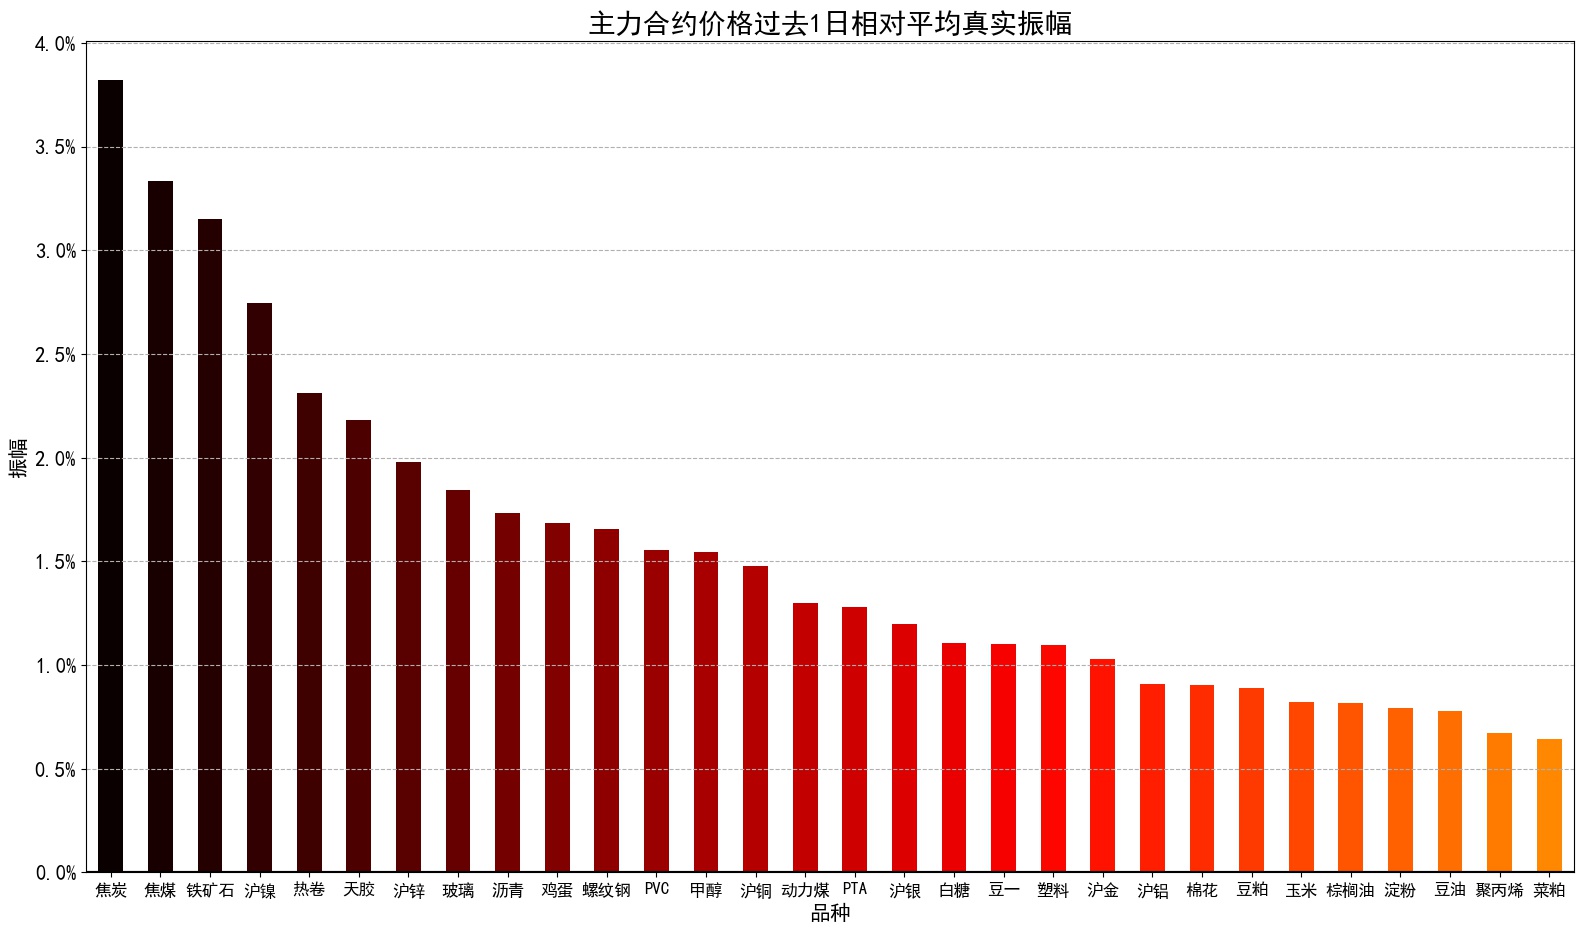 主力合约价格过去1日相对平均真实振幅
4.0%
3.5%
3.0%
2.5%
2.0%
1.5%
1.0%
0.5%
0.0%
振幅
焦炭 焦煤 铁矿石 沪镍 热卷 天胶 沪锌 玻璃 沥青 鸡蛋 螺纹钢 PVC 甲醇 沪铜 动力煤 PTA 沪银 白糖 豆一 塑料 沪金 沪铝 棉花 豆粕 玉米 棕榈油 淀粉 豆油 聚丙烯 菜粕
品种